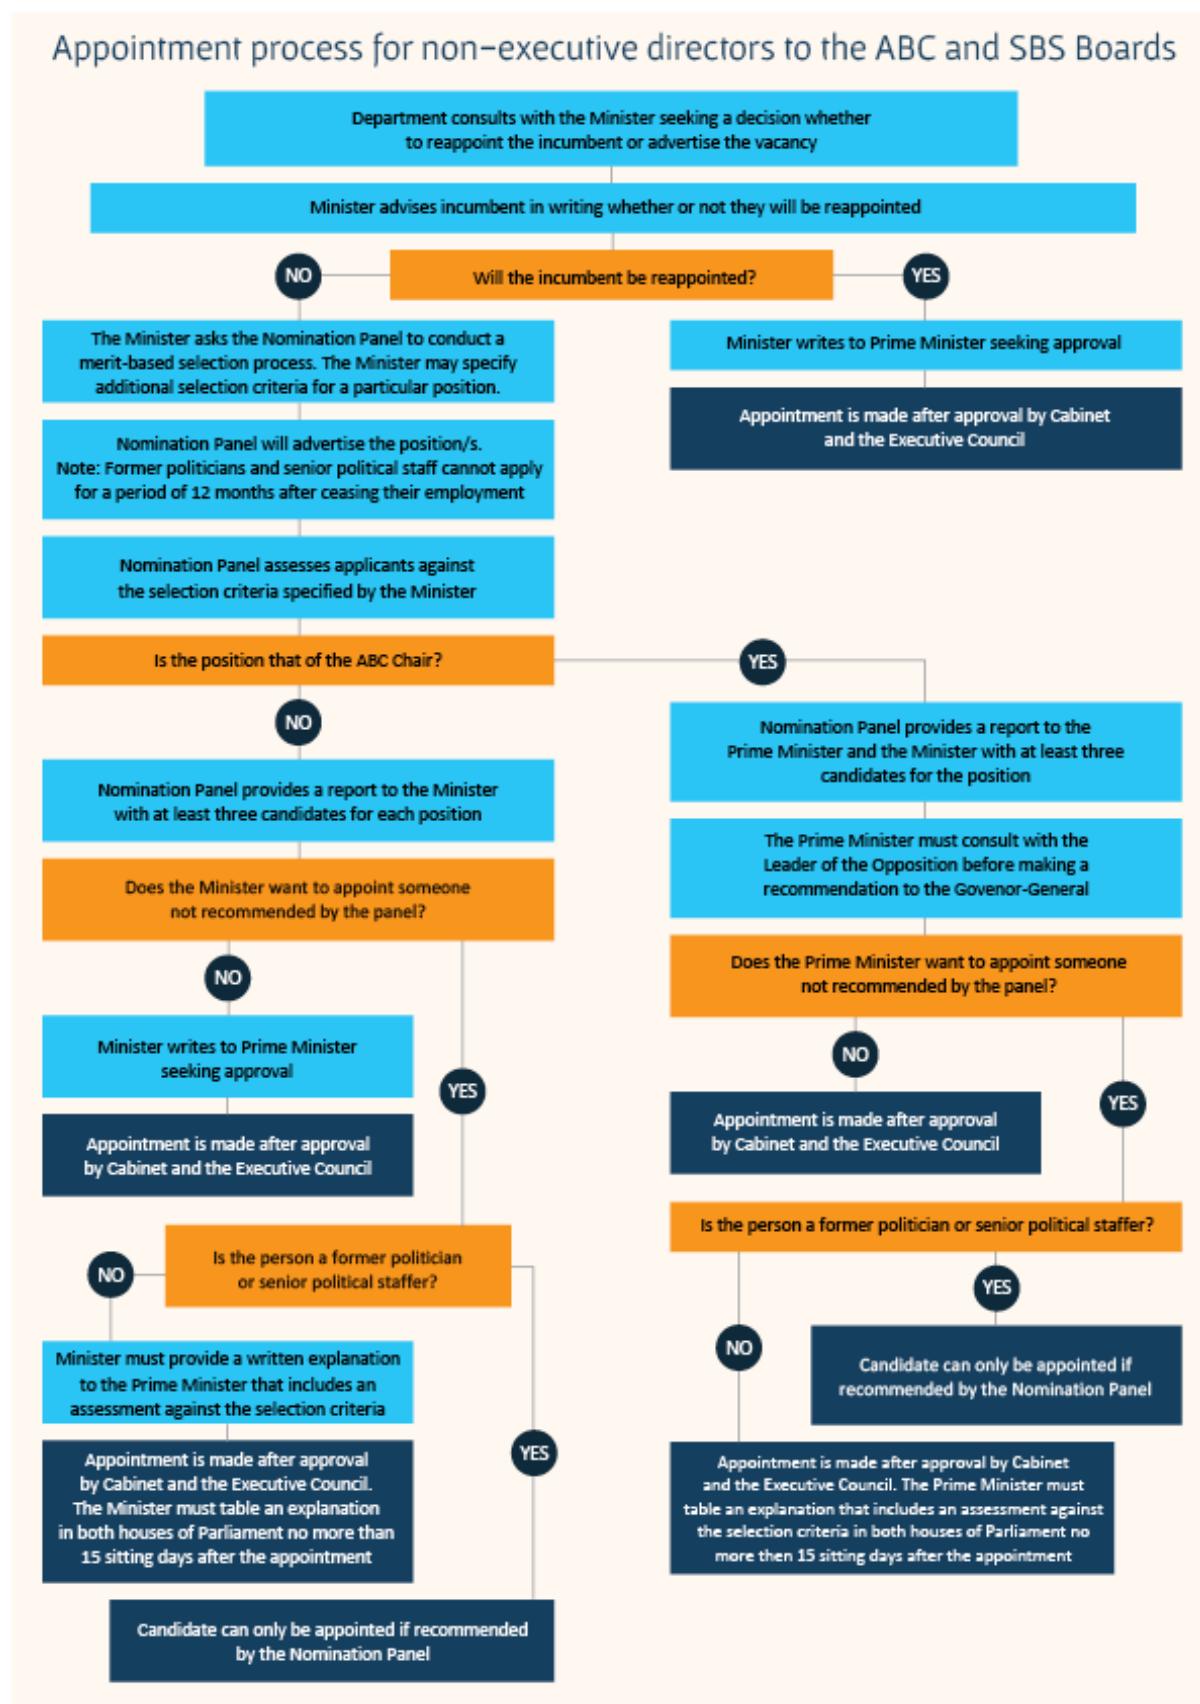 Appointment process for non-executive directors to the ABC and SBS Boards
Department consults with the Minister seeking a decision whether
to reappoint the incumbent or advertise the vacancy
Minister advises incumbent in writing whether or not they will be reappointed
Will the incumbent be reappointed?
NO
YES
The Minister asks the Nomination Panel to conduct a
merit-based selection process. The Minister may specify
additional selection criteria for a particular position.
Minister writes to Prime Minister seeking approval
Appointment is made after approval by Cabinet
and the Executive Council
Nomination Panel will advertise the position/s.
Note: Former politicians and senior political staff cannot apply
for a period of 12 months after ceasing their employment
Nomination Panel assesses applicants against
the selection criteria specified by the Minister
Is the position that of the ABC Chair?
YES
NO
Nomination Panel provides a report to the Minister
with at least three candidates for each position
Does the Minister want to appoint someone
not recommended by the panel?
NO
Minister writes to Prime Minister
seeking approval
Appointment is made after approval
by Cabinet and the Executive Council
YES
Is the person a former politician
or senior political staffer?
NO
Minister must provide a written explanation
to the Prime Minister that includes an
assessment against the selection criteria
Appointment is made after approval
by Cabinet and the Executive Council.
The Minister must table an explanation
in both houses of Parliament no more than
15 sitting days after the appointment
YES
Candidate can only be appointed if recommended
by the Nomination Panel
Nomination Panel provides a report to the
Prime Minister and the Minister with at least three
candidates for the position
The Prime Minister must consult with the
Leader of the Opposition before making a
recommendation to the Govenor-General
Does the Prime Minister want to appoint someone
not recommended by the panel?
NO
Appointment is made after approval
by Cabinet and the Executive Council
YES
Is the person a former politician or senior political staffer?
YES
Candidate can only be appointed if
recommended by the Nomination Panel
NO
Appointment is made after approval by Cabinet
and the Executive Council. The Prime Minister must
table an explanation that includes an assessment against
the selection criteria in both houses of Parliament no
more then 15 sitting days after the appointment